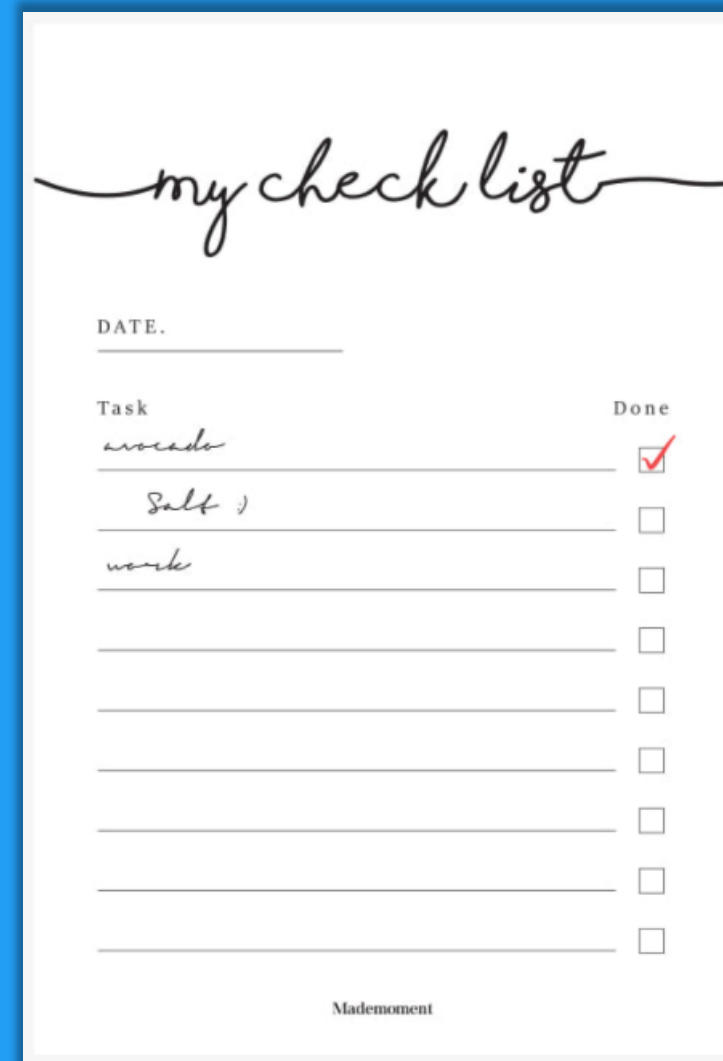 my check list
DATE.
Task Done
avocado
Salt :)
work
Mademoment